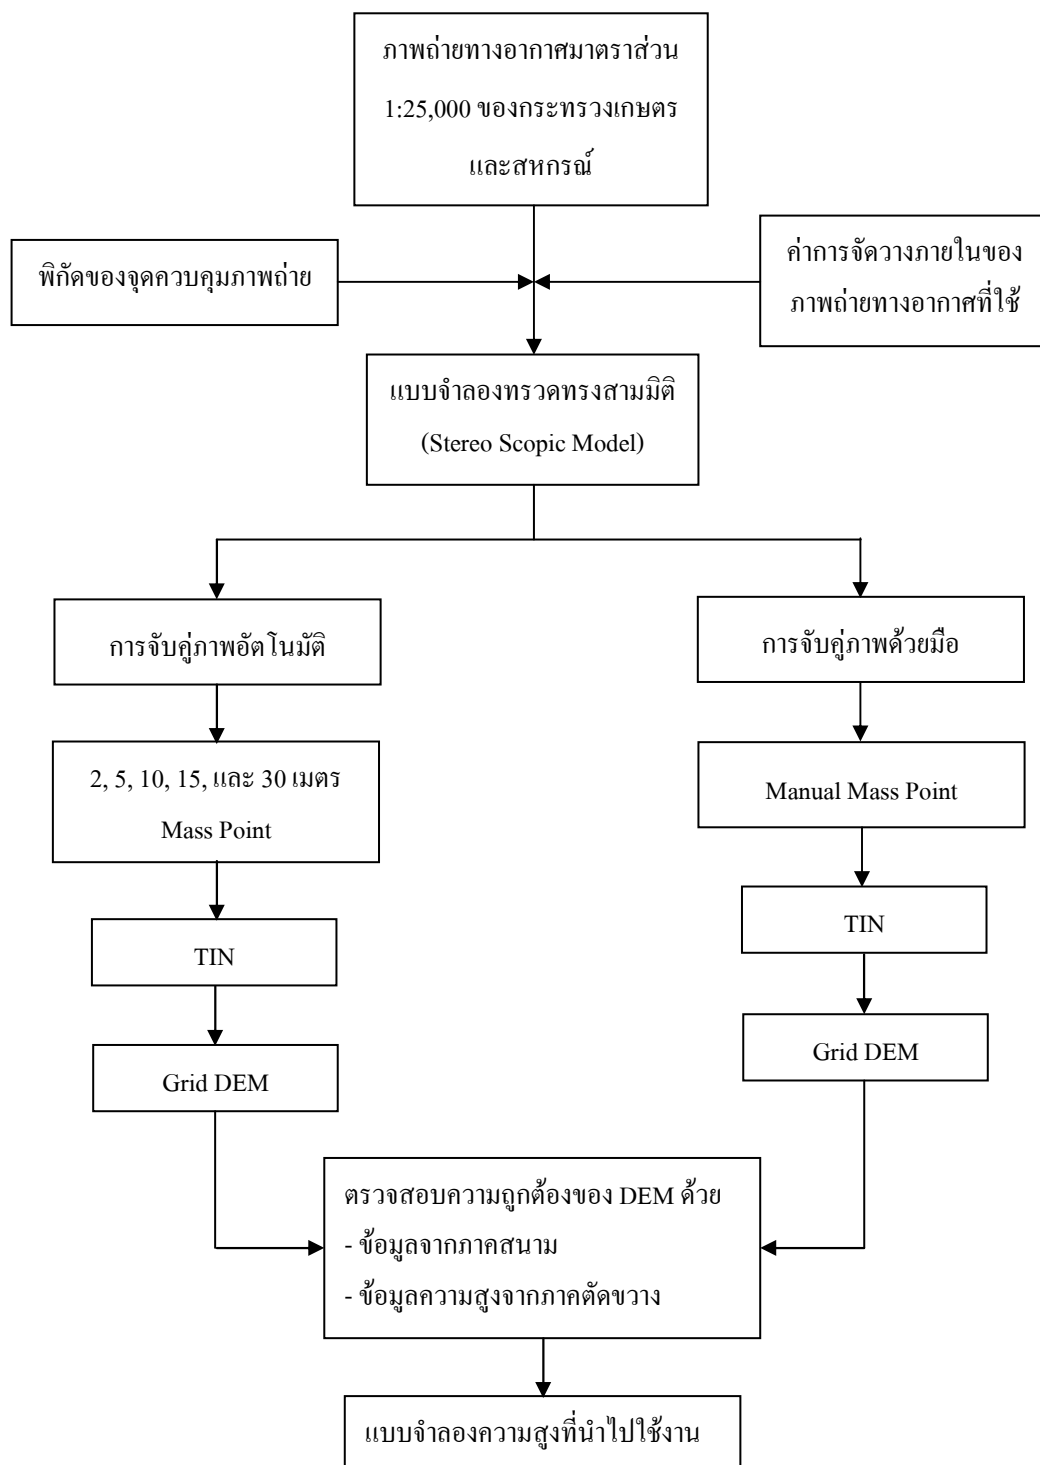 ภาพถ่ายทางอากาศมาตราส่วน
1:25,000 ของกระทรวงเกษตร
และสหกรณ์
พิกัดของจุดควบคุมภาพถ่าย
ค่าการจัดวางภายในของ
ภาพถ่ายทางอากาศที่ใช้
แบบจำลองทรวดทรงสามมิติ
(Stereo Scopic Model)
การจับคู่ภาพอัตโนมัติ
การจับคู่ภาพด้วยมือ
2, 5, 10, 15, และ 30 เมตร
Mass Point
Manual Mass Point
TIN
TIN
Grid DEM
Grid DEM
ตรวจสอบความถูกต้องของ DEM ด้วย
- ข้อมูลจากภาคสนาม
- ข้อมูลความสูงจากภาคตัดขวาง
แบบจำลองความสูงที่นำไปใช้งาน